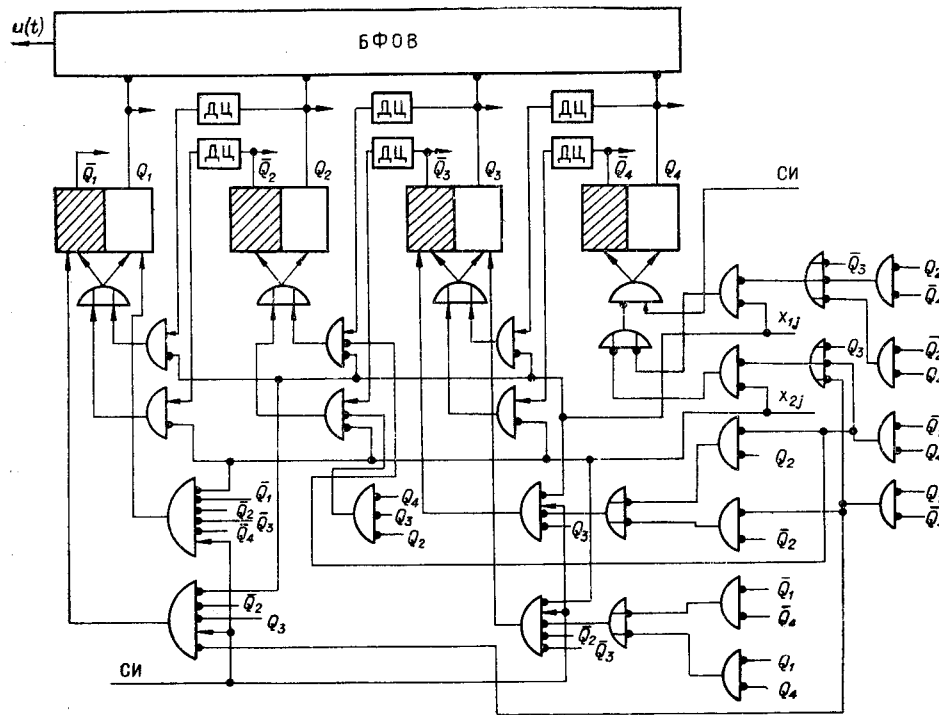 u(t)
БФОВ
ДЦ ДЦ ДЦ
ДЦ ДЦ ДЦ
Q̅₁ Q₁ Q̅₂ Q₂ Q̅₃ Q₃ Q̅₄ Q₄
СИ
Q̅₃
x₁ⱼ
Q₃
x₂ⱼ
Q₂
Q̅₂
Q̅₁
Q̅₂
Q̅₃
Q̅₄
Q₄
Q₃
Q₂
Q₃
Q̅₂
Q₃
Q̅₂
Q̅₃
Q̅₁
Q̅₄
Q₁
Q₄
СИ